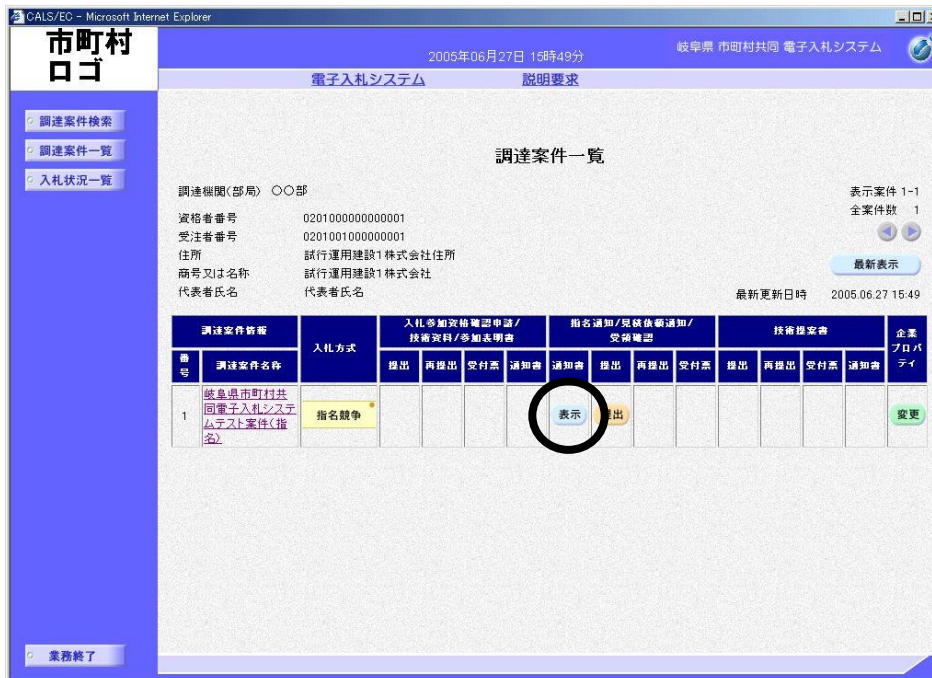 CALS/EC - Microsoft Internet Explorer
市町村
ロゴ
2005年06月27日 15時49分
岐阜県 市町村共同 電子入札システム
電子入札システム 説明要求
調達案件検索
調達案件一覧
入札状況一覧
調達案件一覧
調達機関(部局) 〇〇部
表示案件 1-1
全案件数 1
資格者番号 0201000000000001
受注者番号 0201001000000001
住所 試行運用建設1株式会社住所
商号又は名称 試行運用建設1株式会社
代表者氏名 代表者氏名
最新表示
最新更新日時 2005.06.27 15:49
調達案件情報 入札方式 入札参加資格確認申請/ 指名通知/見積依頼通知/ 技術提案書 企業
技術資料/参加表明書 受領確認 プロパ
ティ
番号 調達案件名称 提出 再提出 受付票 通知書 通知書 提出 再提出 受付票 提出 再提出 受付票 通知書
1 岐阜県市町村共 指名競争 表示 提出 変更
同電子入札システ
ムテスト案件(指
名)
業務終了